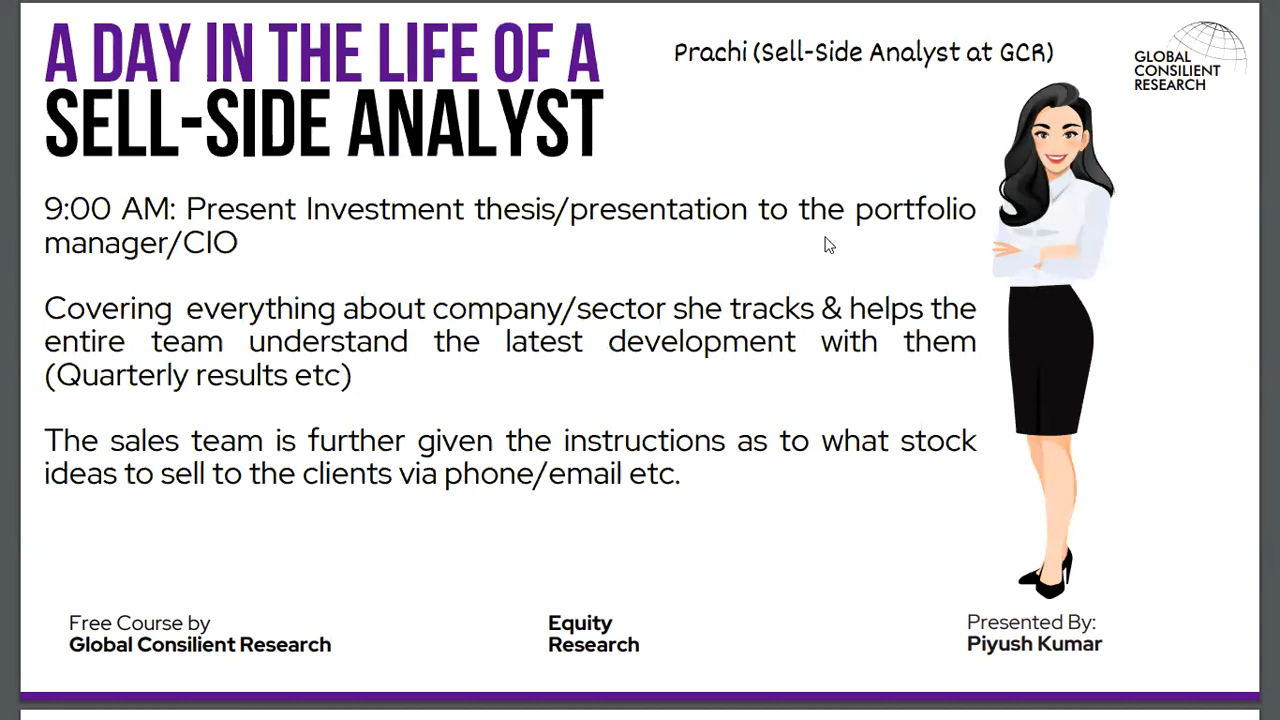 A DAY IN THE LIFE OF A
SELL-SIDE ANALYST
Prachi (Sell-Side Analyst at GCR)
GLOBAL
CONSILIENT
RESEARCH
9:00 AM: Present Investment thesis/presentation to the portfolio
manager/CIO
Covering everything about company/sector she tracks & helps the
entire team understand the latest development with them
(Quarterly results etc)
The sales team is further given the instructions as to what stock
ideas to sell to the clients via phone/email etc.
Free Course by
Global Consilient Research
Equity
Research
Presented By:
Piyush Kumar